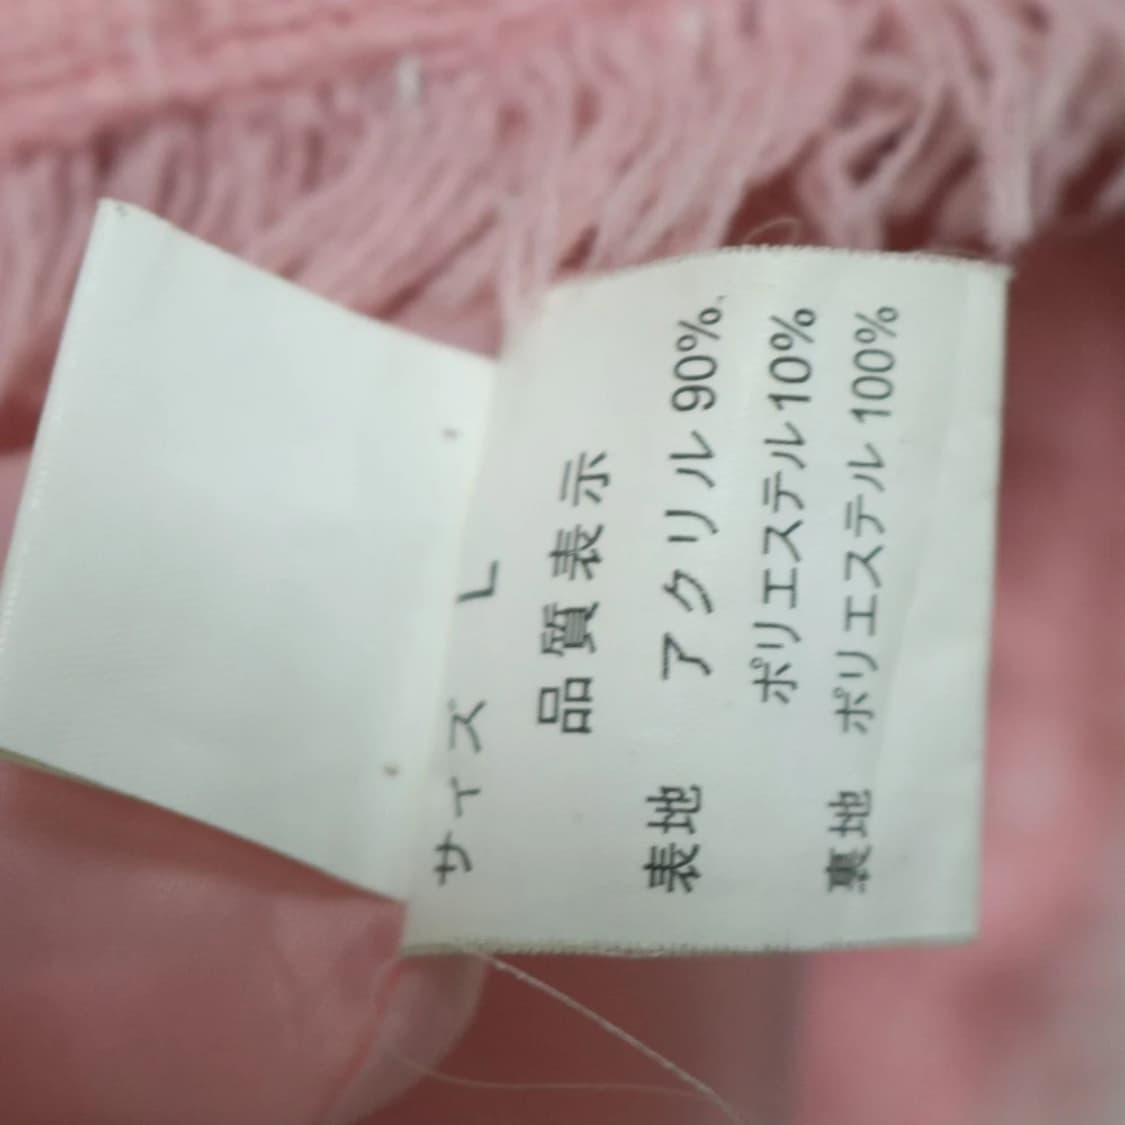 サイズ L
品質表示
表地 アクリル 90%
ポリエステル 10%
裏地 ポリエステル 100%